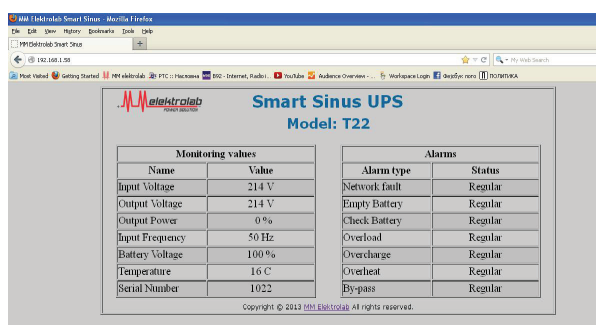 MM Elektrolab Smart Sinus - Mozilla Firefox
File Edit View History Bookmarks Tools Help
MM Elektrolab Smart Sinus +
192.168.1.58 My Web Search
Most Visited Getting Started MM elektrolab PTC :: Насловна B92 - Internet, Radio i... YouTube Audience Overview - ... Workspace Login Фејсбук лого ПОЛИТИКА
MM elektrolab Smart Sinus UPS
POWER SOLUTION
Model: T22
Monitoring values Alarms
Name Value Alarm type Status
Input Voltage 214 V Network fault Regular
Output Voltage 214 V Empty Battery Regular
Output Power 0 % Check Battery Regular
Input Frequency 50 Hz Overload Regular
Battery Voltage 100 % Overcharge Regular
Temperature 16 C Overheat Regular
Serial Number 1022 By-pass Regular
Copyright © 2013 MM Elektrolab All rights reserved.